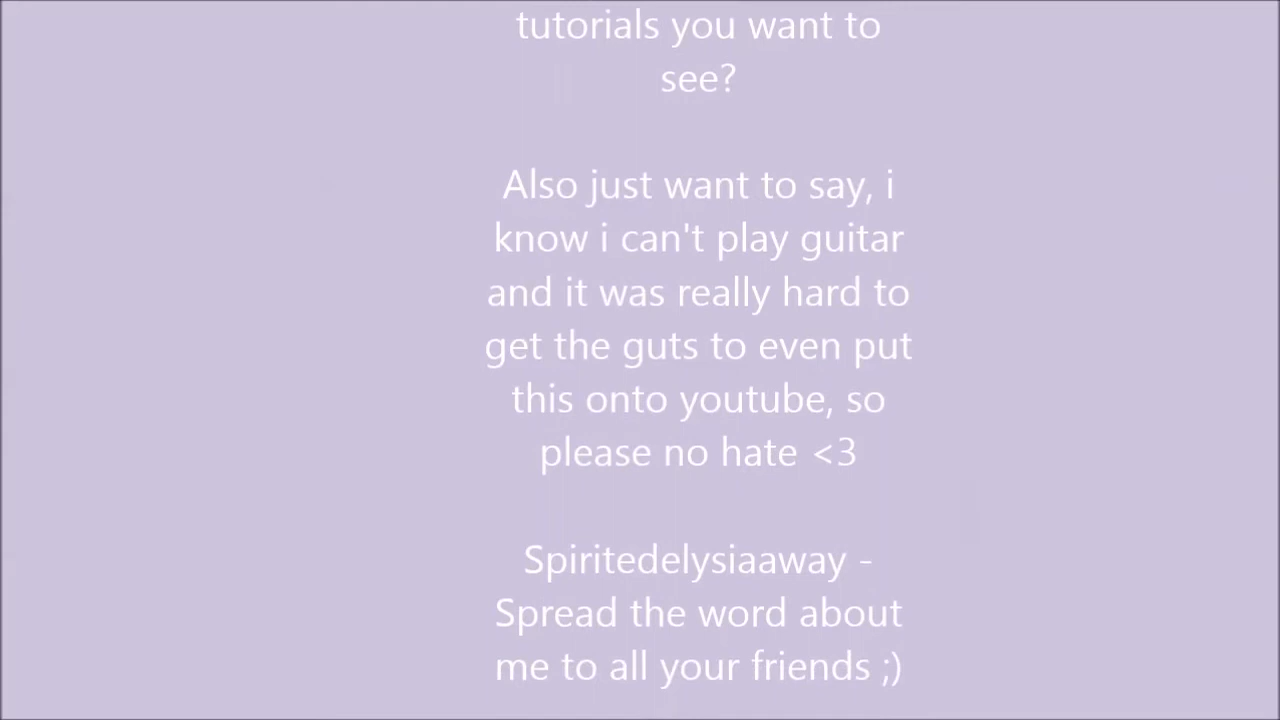 tutorials you want to
see?
Also just want to say, i
know i can't play guitar
and it was really hard to
get the guts to even put
this onto youtube, so
please no hate <3
Spiritedelysiaaway -
Spread the word about
me to all your friends ;)